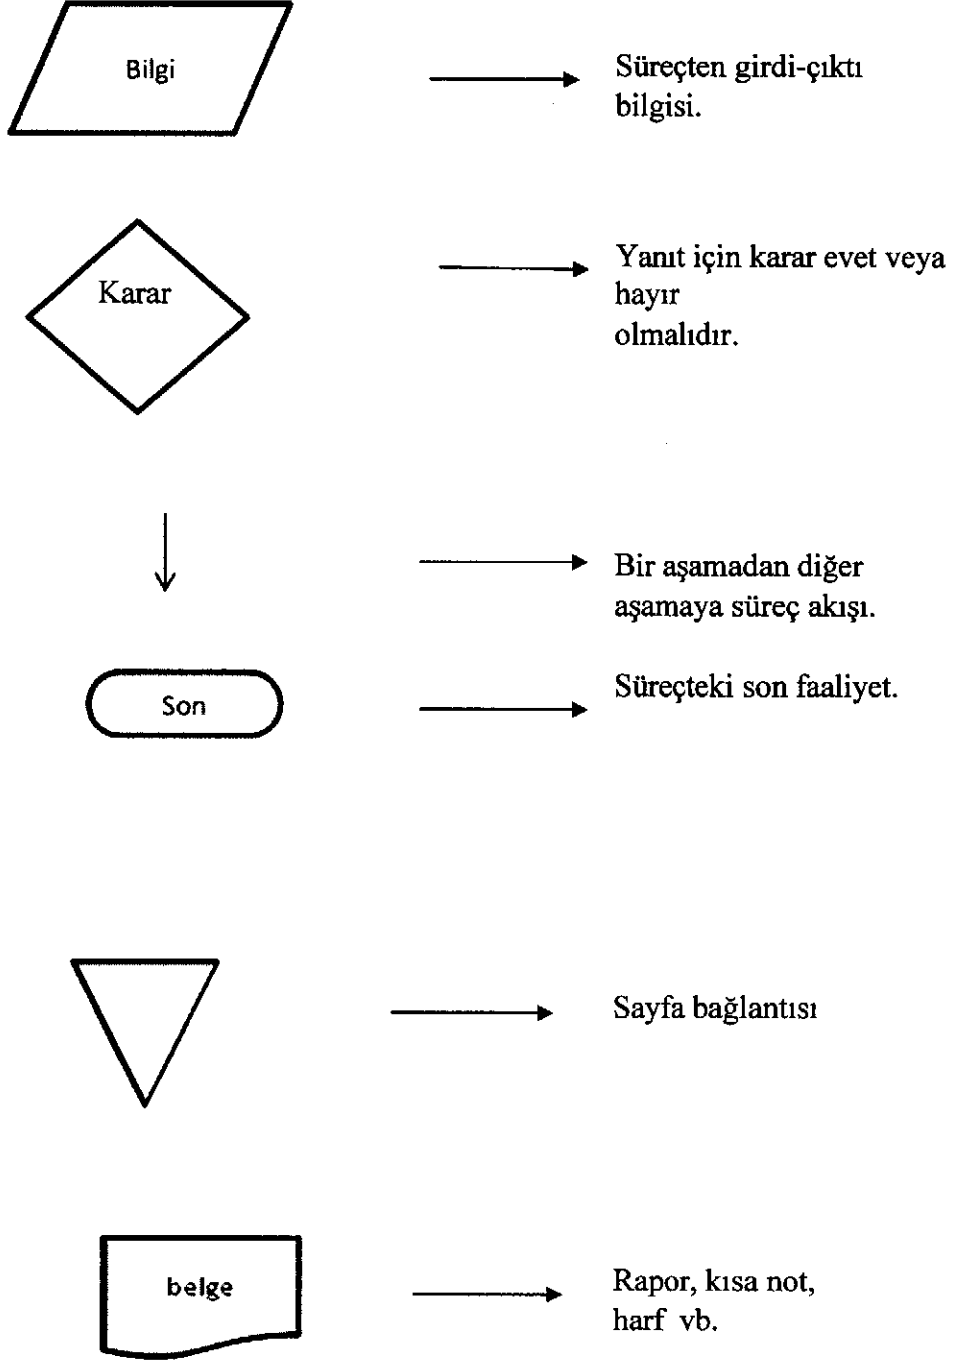 Bilgi
Süreçten girdi-çıktı
bilgisi.
Karar
Yanıt için karar evet veya
hayır
olmalıdır.
Bir aşamadan diğer
aşamaya süreç akışı.
Son
Süreçteki son faaliyet.
Sayfa bağlantısı
belge
Rapor, kısa not,
harf vb.